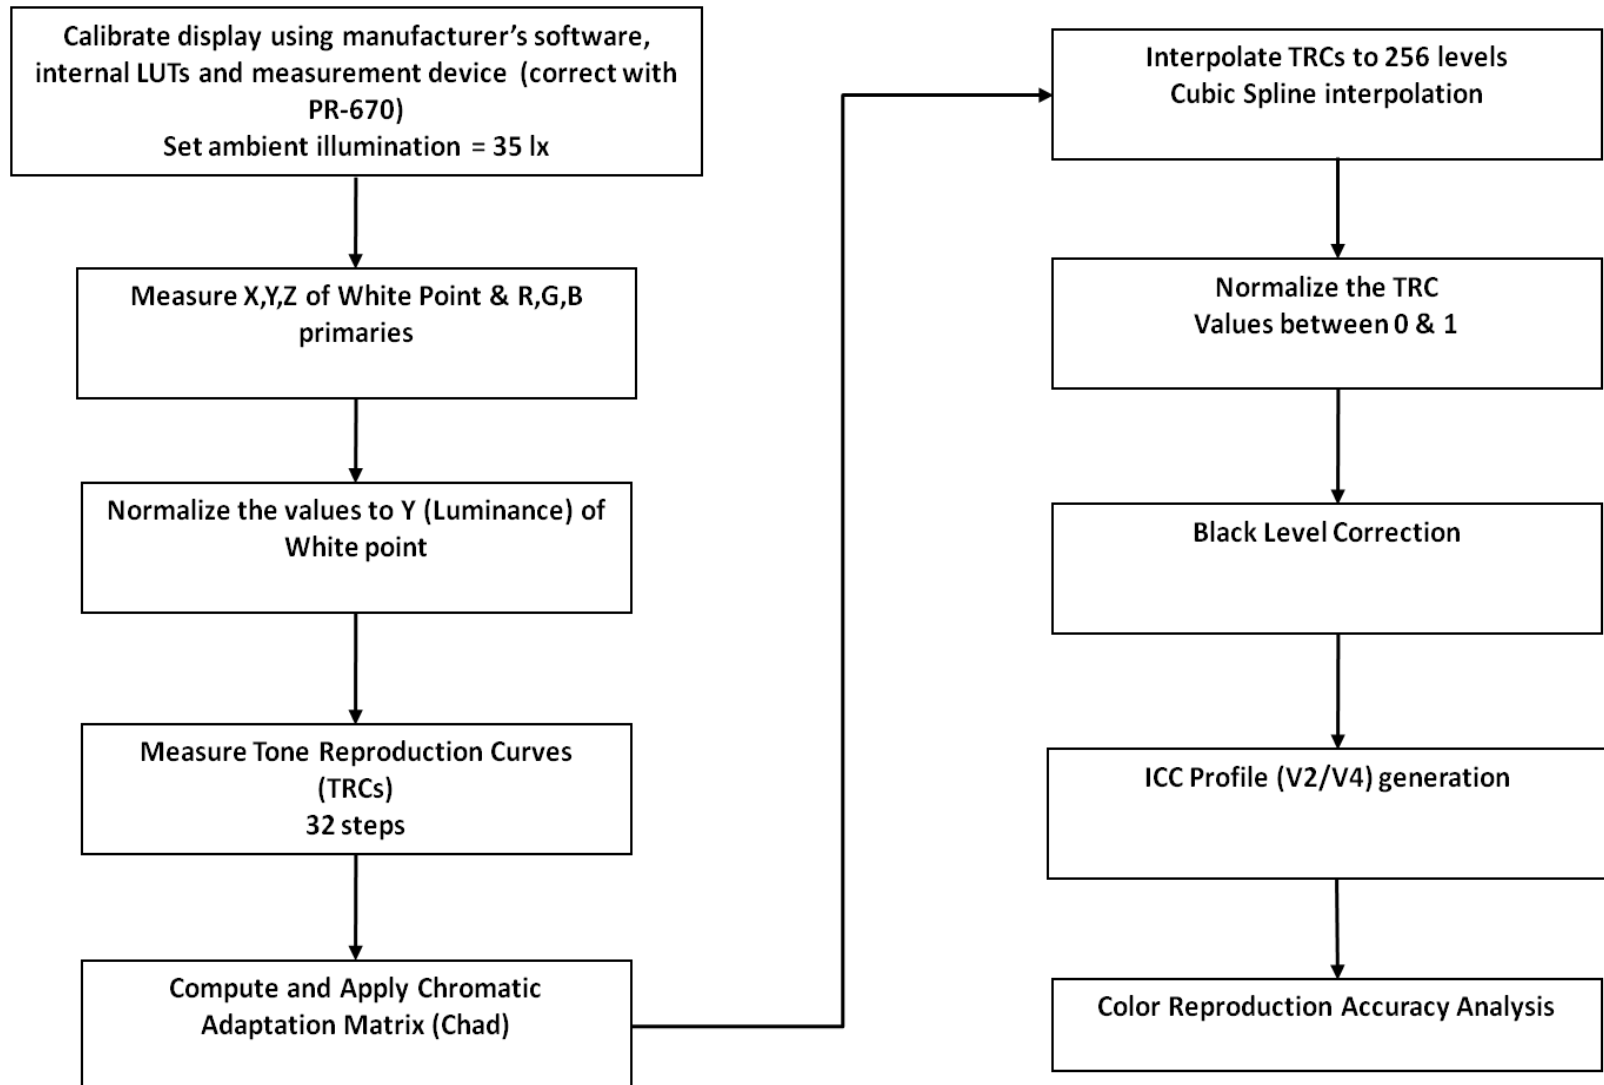 Calibrate display using manufacturer’s software,
internal LUTs and measurement device (correct with
PR-670)
Set ambient illumination = 35 lx
Measure X,Y,Z of White Point & R,G,B
primaries
Normalize the values to Y (Luminance) of
White point
Measure Tone Reproduction Curves
(TRCs)
32 steps
Compute and Apply Chromatic
Adaptation Matrix (Chad)
Interpolate TRCs to 256 levels
Cubic Spline interpolation
Normalize the TRC
Values between 0 & 1
Black Level Correction
ICC Profile (V2/V4) generation
Color Reproduction Accuracy Analysis